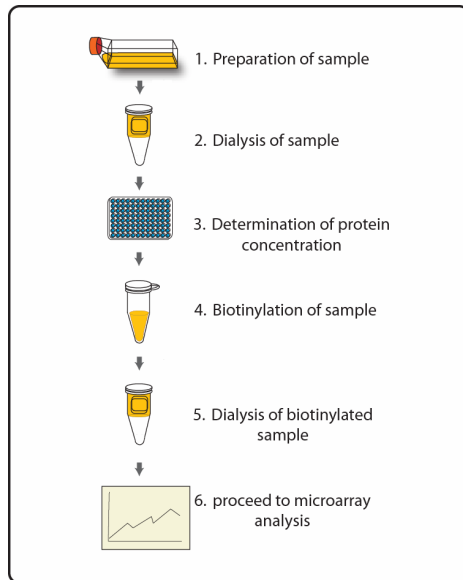 1. Preparation of sample
2. Dialysis of sample
3. Determination of protein
concentration
4. Biotinylation of sample
5. Dialysis of biotinylated
sample
6. proceed to microarray
analysis